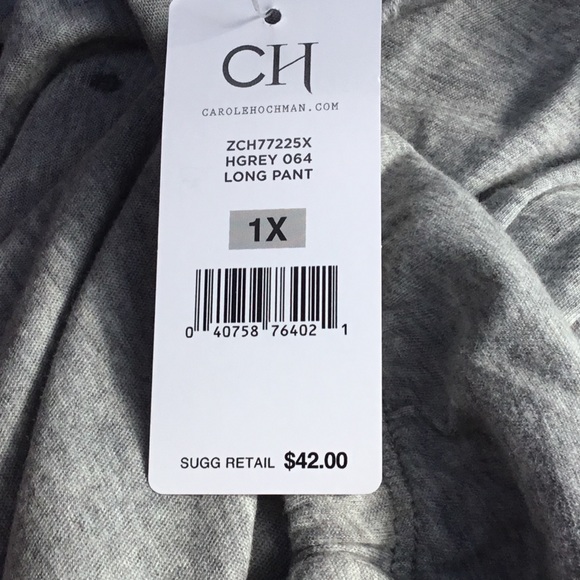 CH
CAROLEHOCHMAN.COM
ZCH77225X
HGREY 064
LONG PANT
1X
0 40758 76402 1
SUGG RETAIL $42.00